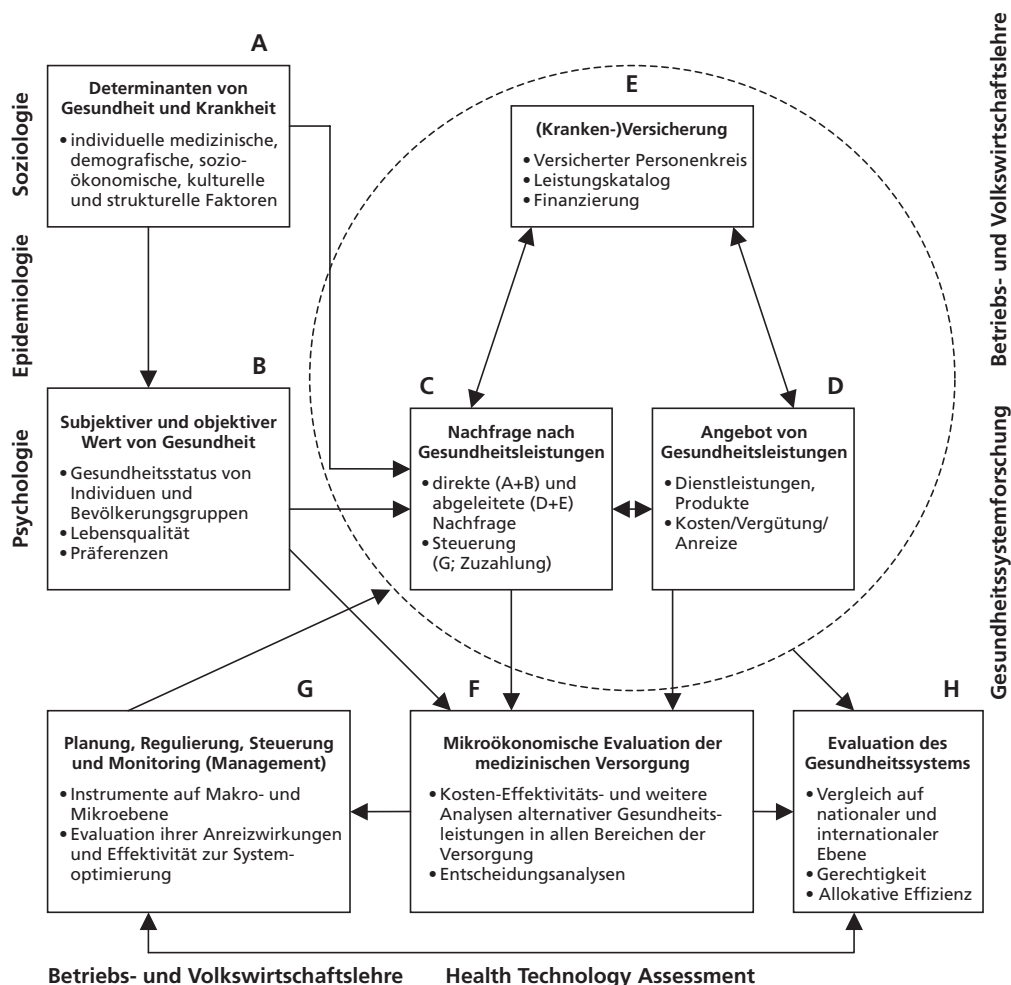 A
Determinanten von
Gesundheit und Krankheit
• individuelle medizinische,
demografische, sozio-
ökonomische, kulturelle
und strukturelle Faktoren
E
(Kranken-)Versicherung
• Versicherter Personenkreis
• Leistungskatalog
• Finanzierung
B
Subjektiver und objektiver
Wert von Gesundheit
• Gesundheitsstatus von
Individuen und
Bevölkerungsgruppen
• Lebensqualität
• Präferenzen
C
Nachfrage nach
Gesundheitsleistungen
• direkte (A+B) und
abgeleitete (D+E)
Nachfrage
• Steuerung
(G; Zuzahlung)
D
Angebot von
Gesundheitsleistungen
• Dienstleistungen,
Produkte
• Kosten/Vergütung/
Anreize
G
Planung, Regulierung, Steuerung
und Monitoring (Management)
• Instrumente auf Makro- und
Mikroebene
• Evaluation ihrer Anreizwirkungen
und Effektivität zur System-
optimierung
F
Mikroökonomische Evaluation der
medizinischen Versorgung
• Kosten-Effektivitäts- und weitere
Analysen alternativer Gesundheits-
leistungen in allen Bereichen der
Versorgung
• Entscheidungsanalysen
H
Evaluation des
Gesundheitssystems
• Vergleich auf
nationaler und
internationaler
Ebene
• Gerechtigkeit
• Allokative Effizienz
Soziologie
Epidemiologie
Psychologie
Betriebs- und Volkswirtschaftslehre
Gesundheitssystemforschung
Betriebs- und Volkswirtschaftslehre
Health Technology Assessment